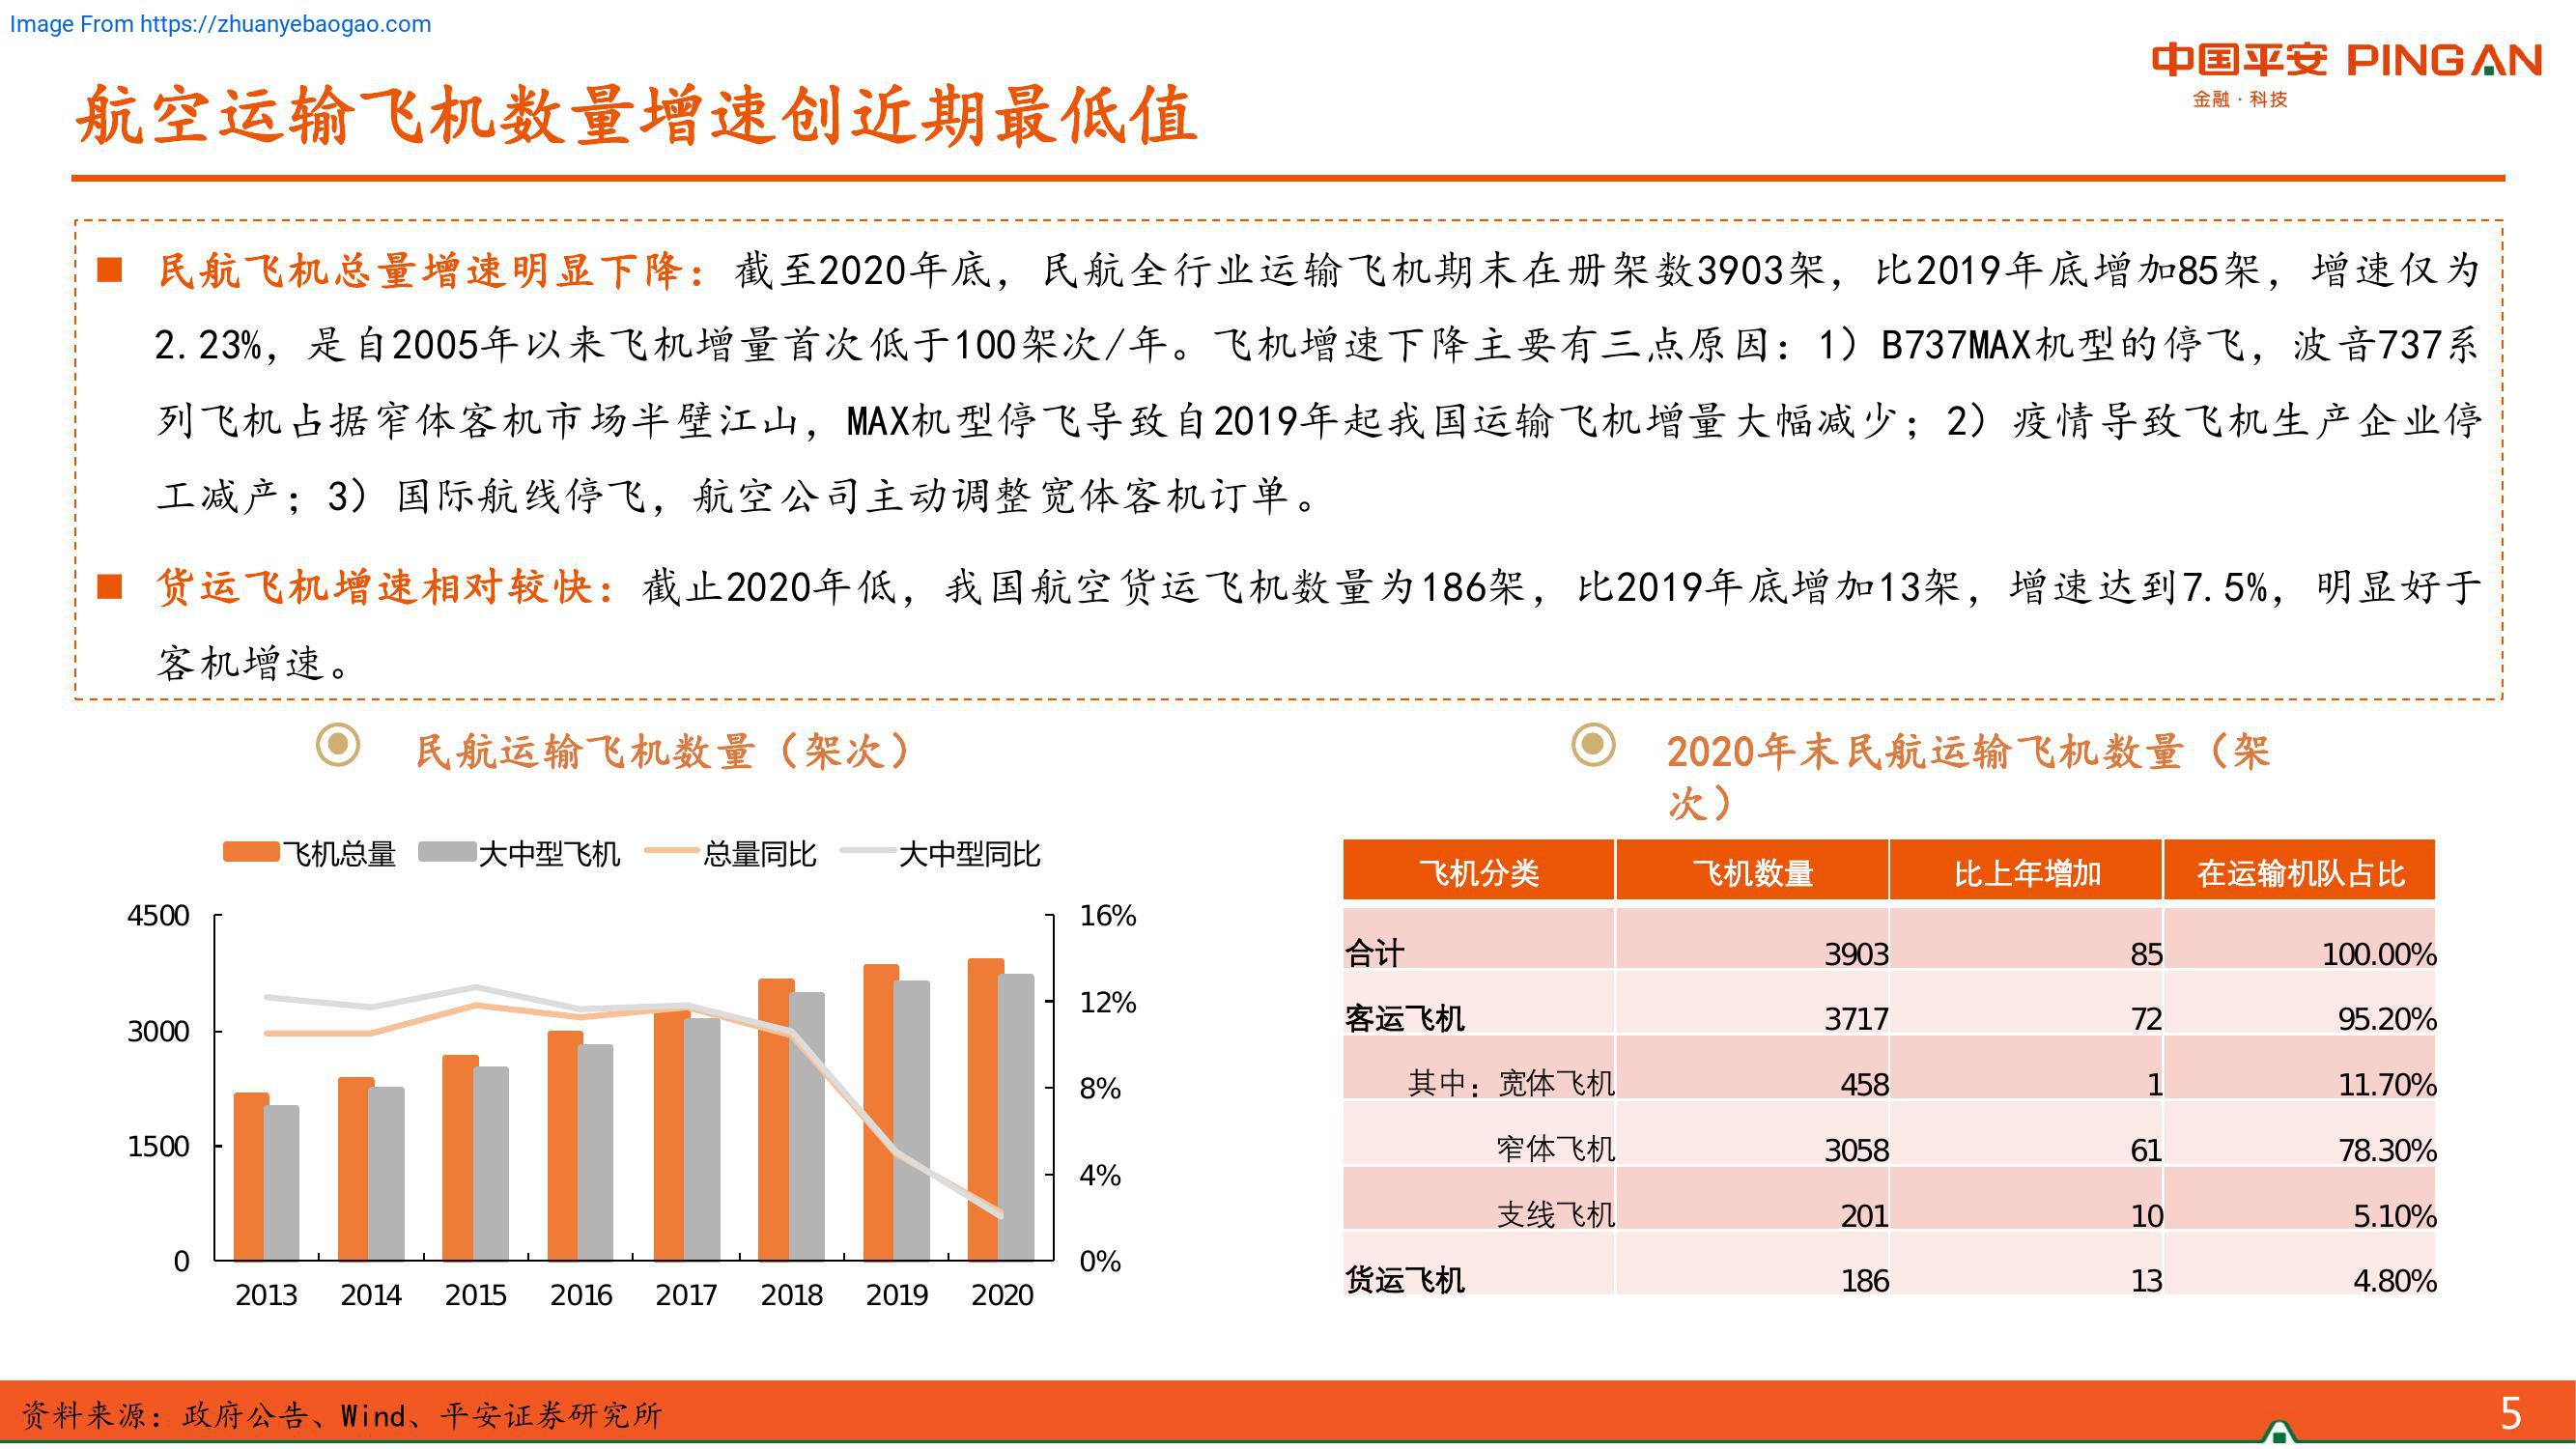 Image From https://zhuanyebaogao.com
中国平安 PINGAN
金融·科技
航空运输飞机数量增速创近期最低值
■ 民航飞机总量增速明显下降：截至2020年底，民航全行业运输飞机期末在册架数3903架，比2019年底增加85架，增速仅为
2.23%，是自2005年以来飞机增量首次低于100架次/年。飞机增速下降主要有三点原因：1）B737MAX机型的停飞，波音737系
列飞机占据窄体客机市场半壁江山，MAX机型停飞导致自2019年起我国运输飞机增量大幅减少；2）疫情导致飞机生产企业停
工减产；3）国际航线停飞，航空公司主动调整宽体客机订单。
■ 货运飞机增速相对较快：截止2020年低，我国航空货运飞机数量为186架，比2019年底增加13架，增速达到7.5%，明显好于
客机增速。
民航运输飞机数量（架次）
飞机总量 大中型飞机 总量同比 大中型同比
4500 16%
12%
3000
8%
1500
4%
0 0%
2013 2014 2015 2016 2017 2018 2019 2020
2020年末民航运输飞机数量（架
次）
飞机分类 飞机数量 比上年增加 在运输机队占比
合计 3903 85 100.00%
客运飞机 3717 72 95.20%
其中：宽体飞机 458 1 11.70%
窄体飞机 3058 61 78.30%
支线飞机 201 10 5.10%
货运飞机 186 13 4.80%
资料来源：政府公告、Wind、平安证券研究所
5